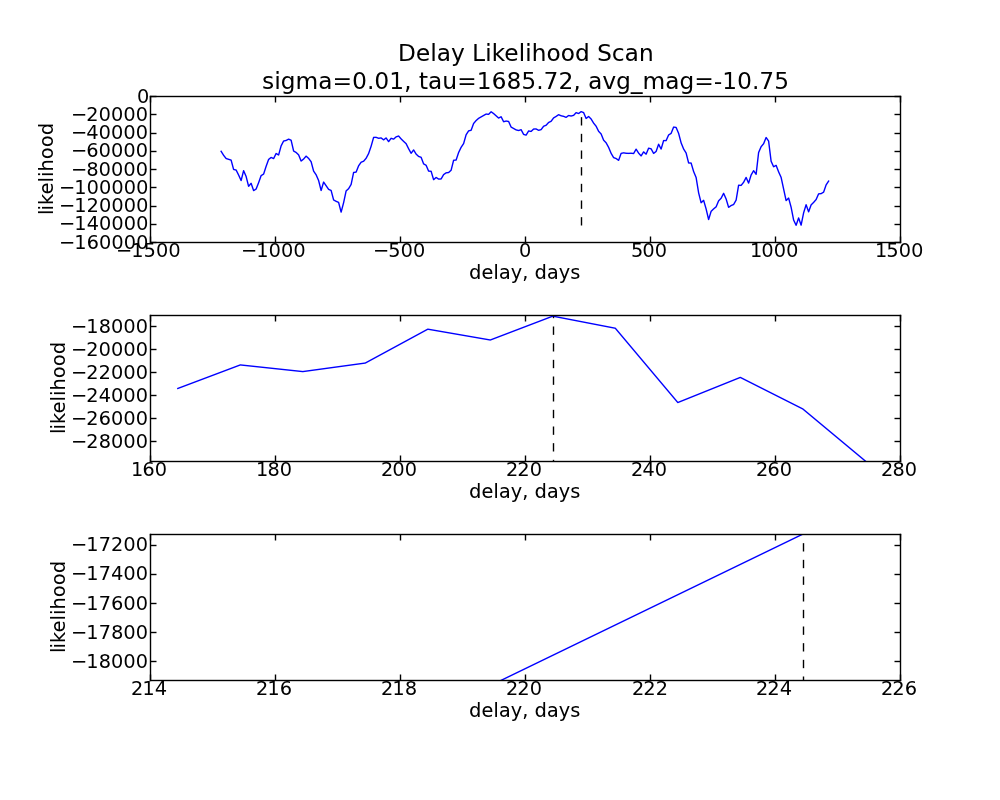 Delay Likelihood Scan
sigma=0.01, tau=1685.72, avg_mag=-10.75
0
−20000
−40000
−60000
−80000
−100000
−120000
−140000
−160000
likelihood
−1500 −1000 −500 0 500 1000 1500
delay, days
−18000
−20000
−22000
−24000
−26000
−28000
likelihood
160 180 200 220 240 260 280
delay, days
−17200
−17400
−17600
−17800
−18000
likelihood
214 216 218 220 222 224 226
delay, days